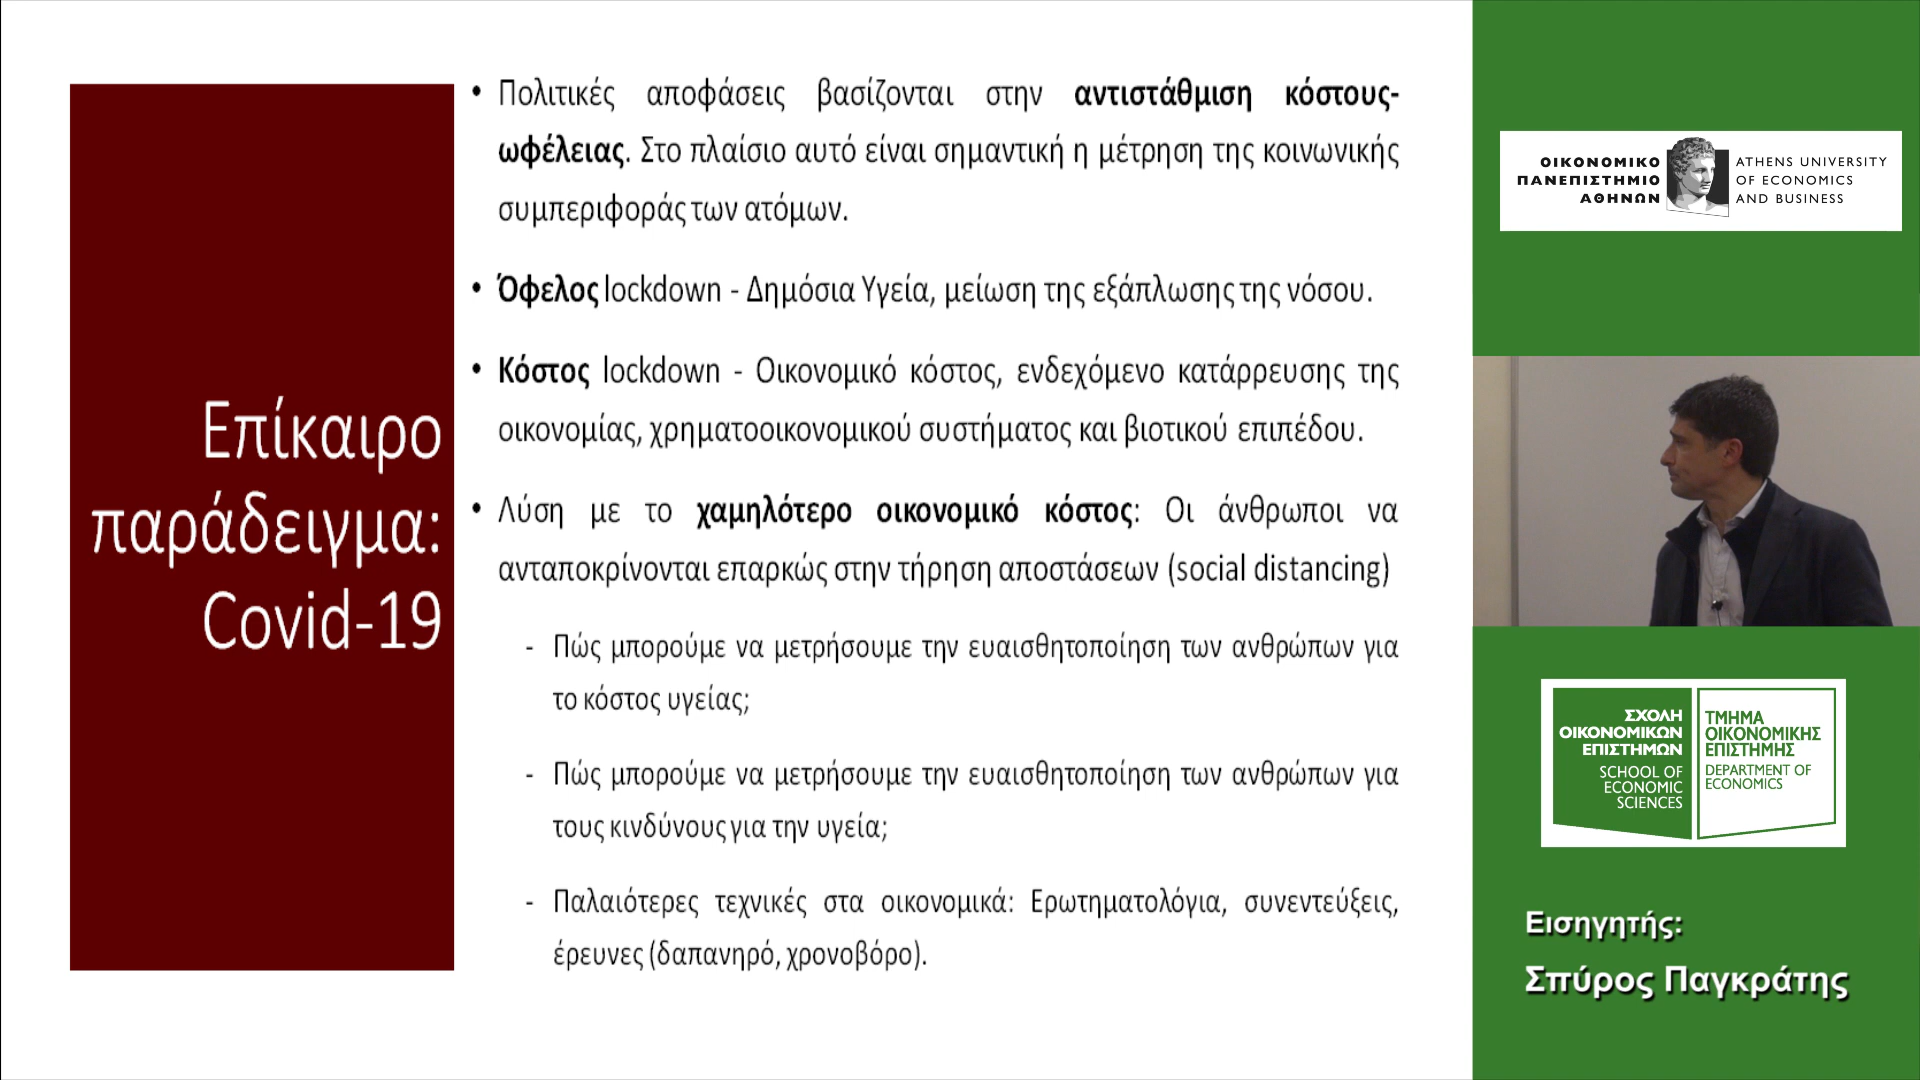 Επίκαιρο
παράδειγμα:
Covid-19
• Πολιτικές αποφάσεις βασίζονται στην αντιστάθμιση κόστους-
ωφέλειας. Στο πλαίσιο αυτό είναι σημαντική η μέτρηση της κοινωνικής
συμπεριφοράς των ατόμων.
• Όφελος lockdown - Δημόσια Υγεία, μείωση της εξάπλωσης της νόσου.
• Κόστος lockdown - Οικονομικό κόστος, ενδεχόμενο κατάρρευσης της
οικονομίας, χρηματοοικονομικού συστήματος και βιοτικού επιπέδου.
• Λύση με το χαμηλότερο οικονομικό κόστος: Οι άνθρωποι να
ανταποκρίνονται επαρκώς στην τήρηση αποστάσεων (social distancing)
- Πώς μπορούμε να μετρήσουμε την ευαισθητοποίηση των ανθρώπων για
το κόστος υγείας;
- Πώς μπορούμε να μετρήσουμε την ευαισθητοποίηση των ανθρώπων για
τους κινδύνους για την υγεία;
- Παλαιότερες τεχνικές στα οικονομικά: Ερωτηματολόγια, συνεντεύξεις,
έρευνες (δαπανηρό, χρονοβόρο).
ΟΙΚΟΝΟΜΙΚΟ
ΠΑΝΕΠΙΣΤΗΜΙΟ
ΑΘΗΝΩΝ
ATHENS UNIVERSITY
OF ECONOMICS
AND BUSINESS
ΣΧΟΛΗ
ΟΙΚΟΝΟΜΙΚΩΝ
ΕΠΙΣΤΗΜΩΝ
SCHOOL OF
ECONOMIC
SCIENCES
ΤΜΗΜΑ
ΟΙΚΟΝΟΜΙΚΗΣ
ΕΠΙΣΤΗΜΗΣ
DEPARTMENT OF
ECONOMICS
Εισηγητής:
Σπύρος Παγκράτης